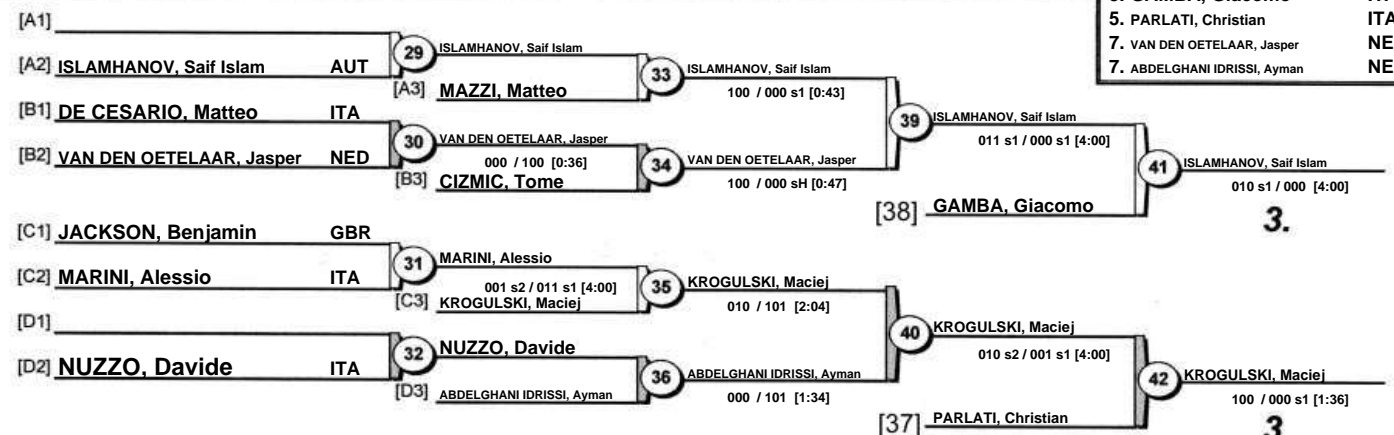 5. PARLATI, Christian ITA
7. VAN DEN OETELAAR, Jasper NE
7. ABDELGHANI IDRISSI, Ayman NE
[A1]
[A2] ISLAMHANOV, Saif Islam AUT
29 ISLAMHANOV, Saif Islam
[A3] MAZZI, Matteo
33 ISLAMHANOV, Saif Islam
100 / 000 s1 [0:43]
[B1] DE CESARIO, Matteo ITA
[B2] VAN DEN OETELAAR, Jasper NED
30 VAN DEN OETELAAR, Jasper
000 / 100 [0:36]
[B3] CIZMIC, Tome
34 VAN DEN OETELAAR, Jasper
100 / 000 sH [0:47]
39 ISLAMHANOV, Saif Islam
011 s1 / 000 s1 [4:00]
[38] GAMBA, Giacomo
41 ISLAMHANOV, Saif Islam
010 s1 / 000 [4:00]
3.
[C1] JACKSON, Benjamin GBR
[C2] MARINI, Alessio ITA
31 MARINI, Alessio
001 s2 / 011 s1 [4:00]
[C3] KROGULSKI, Maciej
35 KROGULSKI, Maciej
010 / 101 [2:04]
[D1]
[D2] NUZZO, Davide ITA
32 NUZZO, Davide
[D3] ABDELGHANI IDRISSI, Ayman
36 ABDELGHANI IDRISSI, Ayman
000 / 101 [1:34]
40 KROGULSKI, Maciej
010 s2 / 001 s1 [4:00]
[37] PARLATI, Christian
42 KROGULSKI, Maciej
100 / 000 s1 [1:36]
3